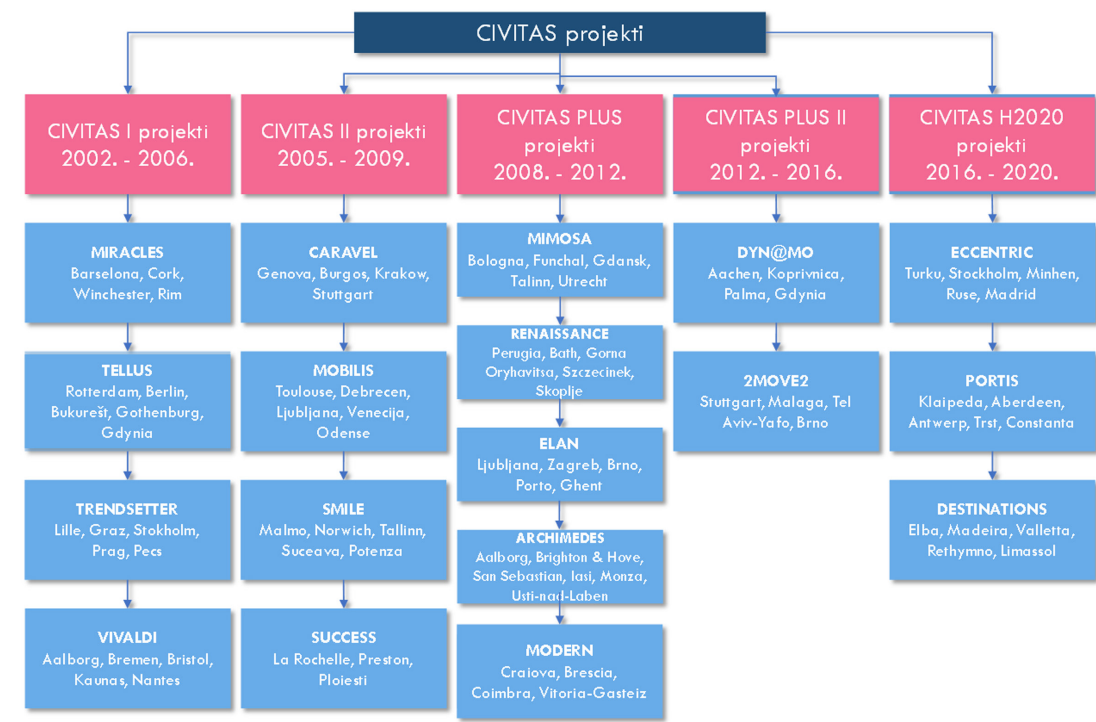 CIVITAS projekti
CIVITAS I projekti
2002. - 2006.
MIRACLES
Barselona, Cork,
Winchester, Rim
TELLUS
Rotterdam, Berlin,
Bukurešt, Gothenburg,
Gdynia
TRENDSETTER
Lille, Graz, Stokholm,
Prag, Pecs
VIVALDI
Aalborg, Bremen, Bristol,
Kaunas, Nantes
CIVITAS II projekti
2005. - 2009.
CARAVEL
Genova, Burgos, Krakow,
Stuttgart
MOBILIS
Toulouse, Debrecen,
Ljubljana, Venecija,
Odense
SMILE
Malmo, Norwich, Tallinn,
Suceava, Potenza
SUCCESS
La Rochelle, Preston,
Ploiesti
CIVITAS PLUS
projekti
2008. - 2012.
MIMOSA
Bologna, Funchal, Gdansk,
Talinn, Utrecht
RENAISSANCE
Perugia, Bath, Gorna
Oryhavitsa, Szczecinek,
Skoplje
ELAN
Ljubljana, Zagreb, Brno,
Porto, Ghent
ARCHIMEDES
Aalborg, Brighton & Hove,
San Sebastian, Iasi, Monza,
Usti-nad-Laben
MODERN
Craiova, Brescia,
Coimbra, Vitoria-Gasteiz
CIVITAS PLUS II
projekti
2012. - 2016.
DYN@MO
Aachen, Koprivnica,
Palma, Gdynia
2MOVE2
Stuttgart, Malaga, Tel
Aviv-Yafo, Brno
CIVITAS H2020
projekti
2016. - 2020.
ECCENTRIC
Turku, Stockholm, Minhen,
Ruse, Madrid
PORTIS
Klaipeda, Aberdeen,
Antwerp, Trst, Constanta
DESTINATIONS
Elba, Madeira, Valletta,
Rethymno, Limassol